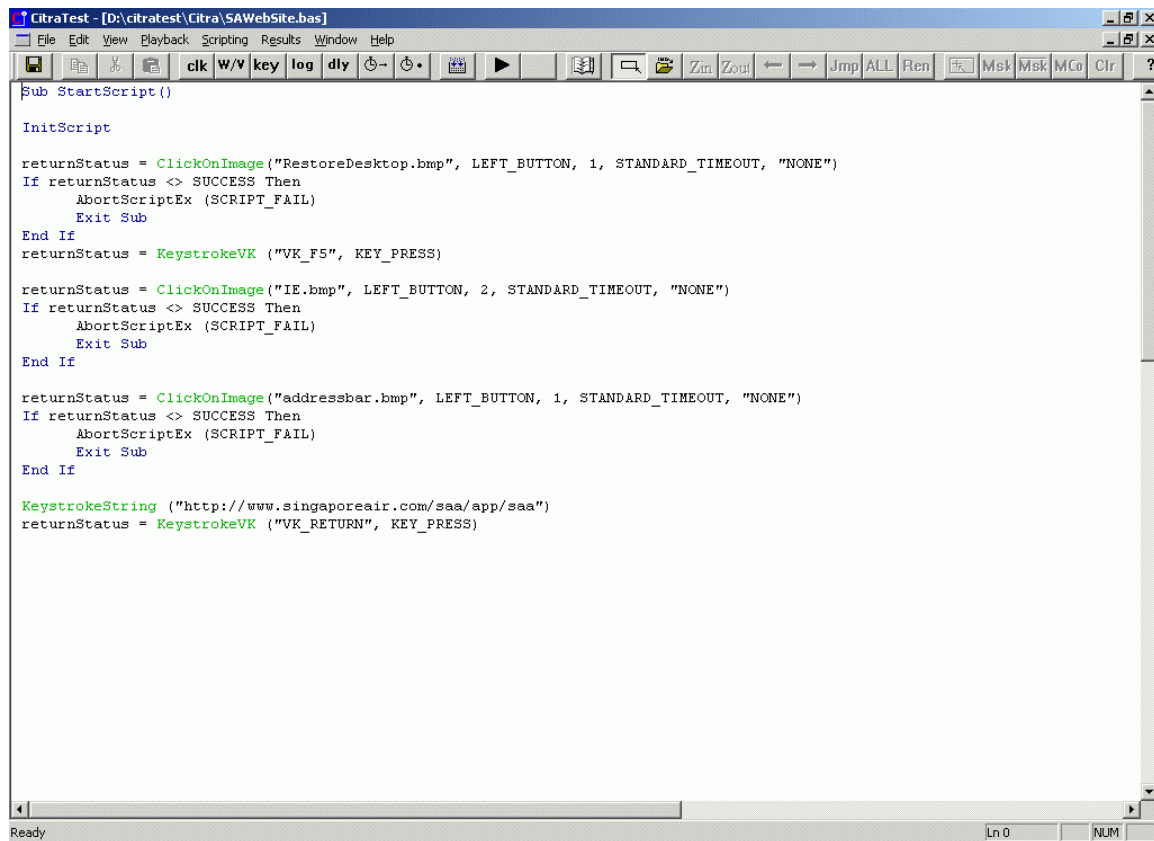 CitraTest - [D:\citratest\Citra\SAWebSite.bas]
File Edit View Playback Scripting Results Window Help
clk W/V key log dly Zin Zout Jmp ALL Ren Msk Msk MCo Clr ?
Sub StartScript()
InitScript
returnStatus = ClickOnImage("RestoreDesktop.bmp", LEFT_BUTTON, 1, STANDARD_TIMEOUT, "NONE")
If returnStatus <> SUCCESS Then
AbortScriptEx (SCRIPT_FAIL)
Exit Sub
End If
returnStatus = KeystrokeVK ("VK_F5", KEY_PRESS)
returnStatus = ClickOnImage("IE.bmp", LEFT_BUTTON, 2, STANDARD_TIMEOUT, "NONE")
If returnStatus <> SUCCESS Then
AbortScriptEx (SCRIPT_FAIL)
Exit Sub
End If
returnStatus = ClickOnImage("addressbar.bmp", LEFT_BUTTON, 1, STANDARD_TIMEOUT, "NONE")
If returnStatus <> SUCCESS Then
AbortScriptEx (SCRIPT_FAIL)
Exit Sub
End If
KeystrokeString ("http://www.singaporeair.com/saa/app/saa")
returnStatus = KeystrokeVK ("VK_RETURN", KEY_PRESS)
Ready Ln 0 NUM